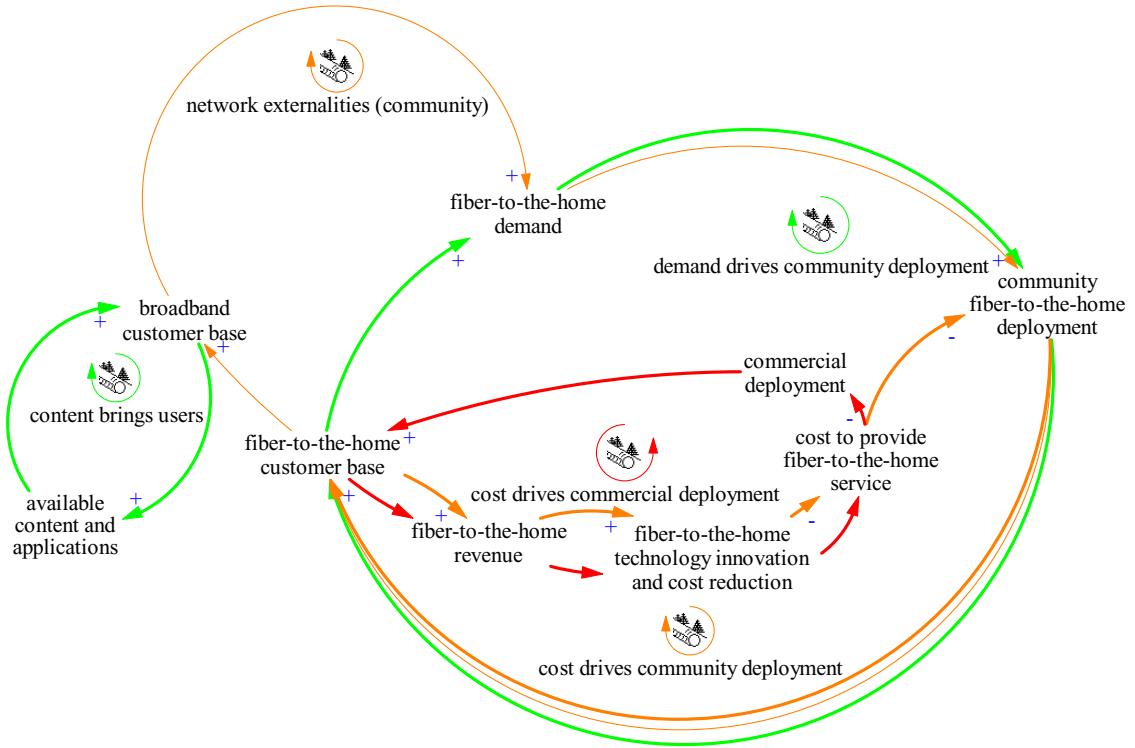 network externalities (community)
+
fiber-to-the-home
demand
+
demand drives community deployment
+
community
fiber-to-the-home
deployment
-
broadband
customer base
+
+
content brings users
+
available
content and
applications
commercial
deployment
-
+
fiber-to-the-home
customer base
+
cost to provide
fiber-to-the-home
service
-
cost drives commercial deployment
+
fiber-to-the-home
revenue
+
fiber-to-the-home
technology innovation
and cost reduction
cost drives community deployment